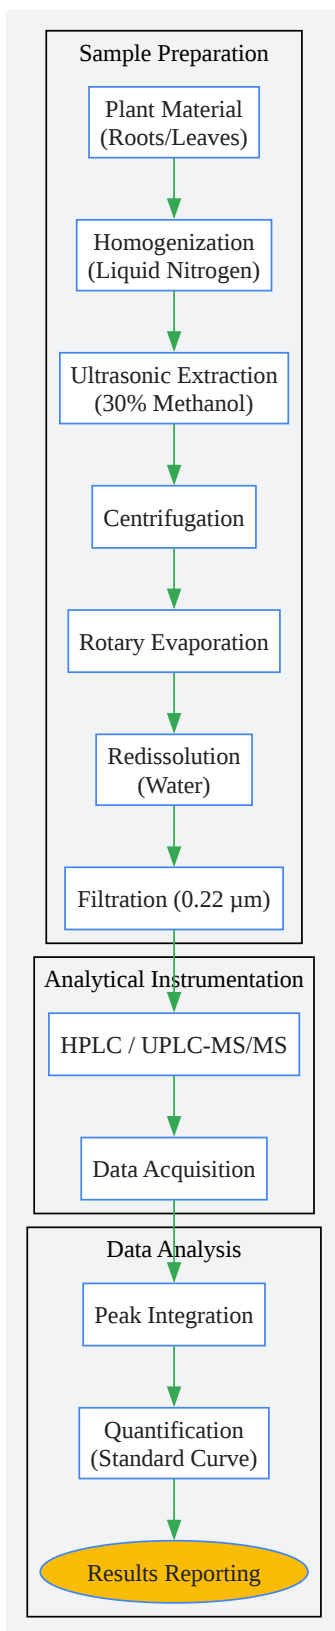 Sample Preparation
Plant Material
(Roots/Leaves)
Homogenization
(Liquid Nitrogen)
Ultrasonic Extraction
(30% Methanol)
Centrifugation
Rotary Evaporation
Redissolution
(Water)
Filtration (0.22 µm)
Analytical Instrumentation
HPLC / UPLC-MS/MS
Data Acquisition
Data Analysis
Peak Integration
Quantification
(Standard Curve)
Results Reporting